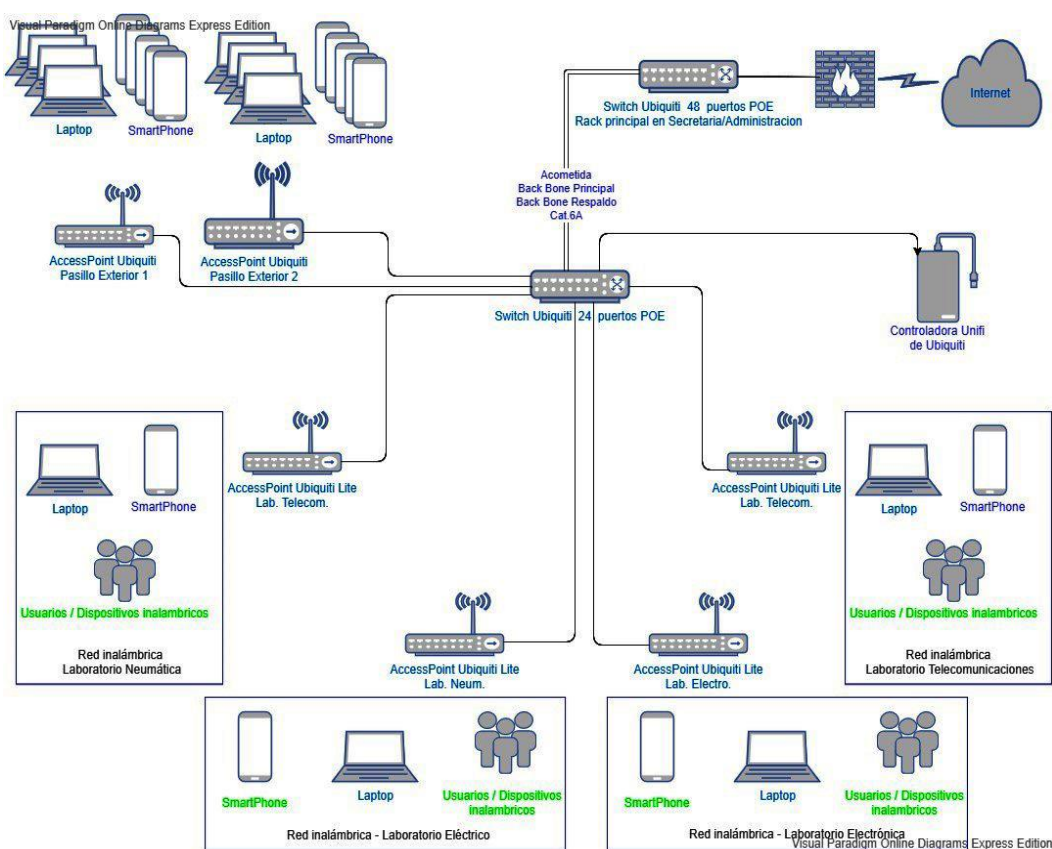 Visual Paradigm Online Diagrams Express Edition
Laptop
SmartPhone
Laptop
SmartPhone
Switch Ubiquiti 48 puertos POE
Rack principal en Secretaria/Administracion
Internet
Acometida
Back Bone Principal
Back Bone Respaldo
Cat.6A
AccessPoint Ubiquiti
Pasillo Exterior 1
AccessPoint Ubiquiti
Pasillo Exterior 2
Switch Ubiquiti 24 puertos POE
Controladora Unifi
de Ubiquiti
Laptop
SmartPhone
Usuarios / Dispositivos inalambricos
Red inalámbrica
Laboratorio Neumática
AccessPoint Ubiquiti Lite
Lab. Telecom.
AccessPoint Ubiquiti Lite
Lab. Telecom.
Laptop
SmartPhone
Usuarios / Dispositivos inalambricos
Red inalámbrica
Laboratorio Telecomunicaciones
AccessPoint Ubiquiti Lite
Lab. Neum.
AccessPoint Ubiquiti Lite
Lab. Electro.
SmartPhone
Laptop
Usuarios / Dispositivos
inalambricos
Red inalámbrica - Laboratorio Eléctrico
SmartPhone
Laptop
Usuarios / Dispositivos
inalambricos
Red inalámbrica - Laboratorio Electrónica
Visual Paradigm Online Diagrams Express Edition